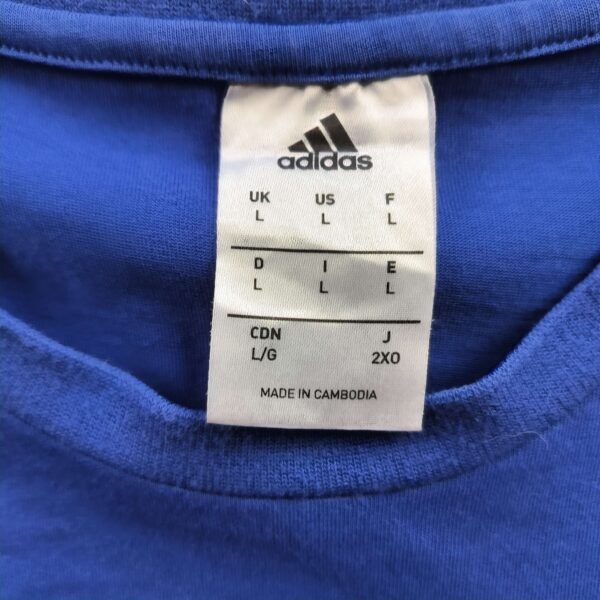 adidas
UK US F
L L L
D I E
L L L
CDN J
L/G 2XO
MADE IN CAMBODIA